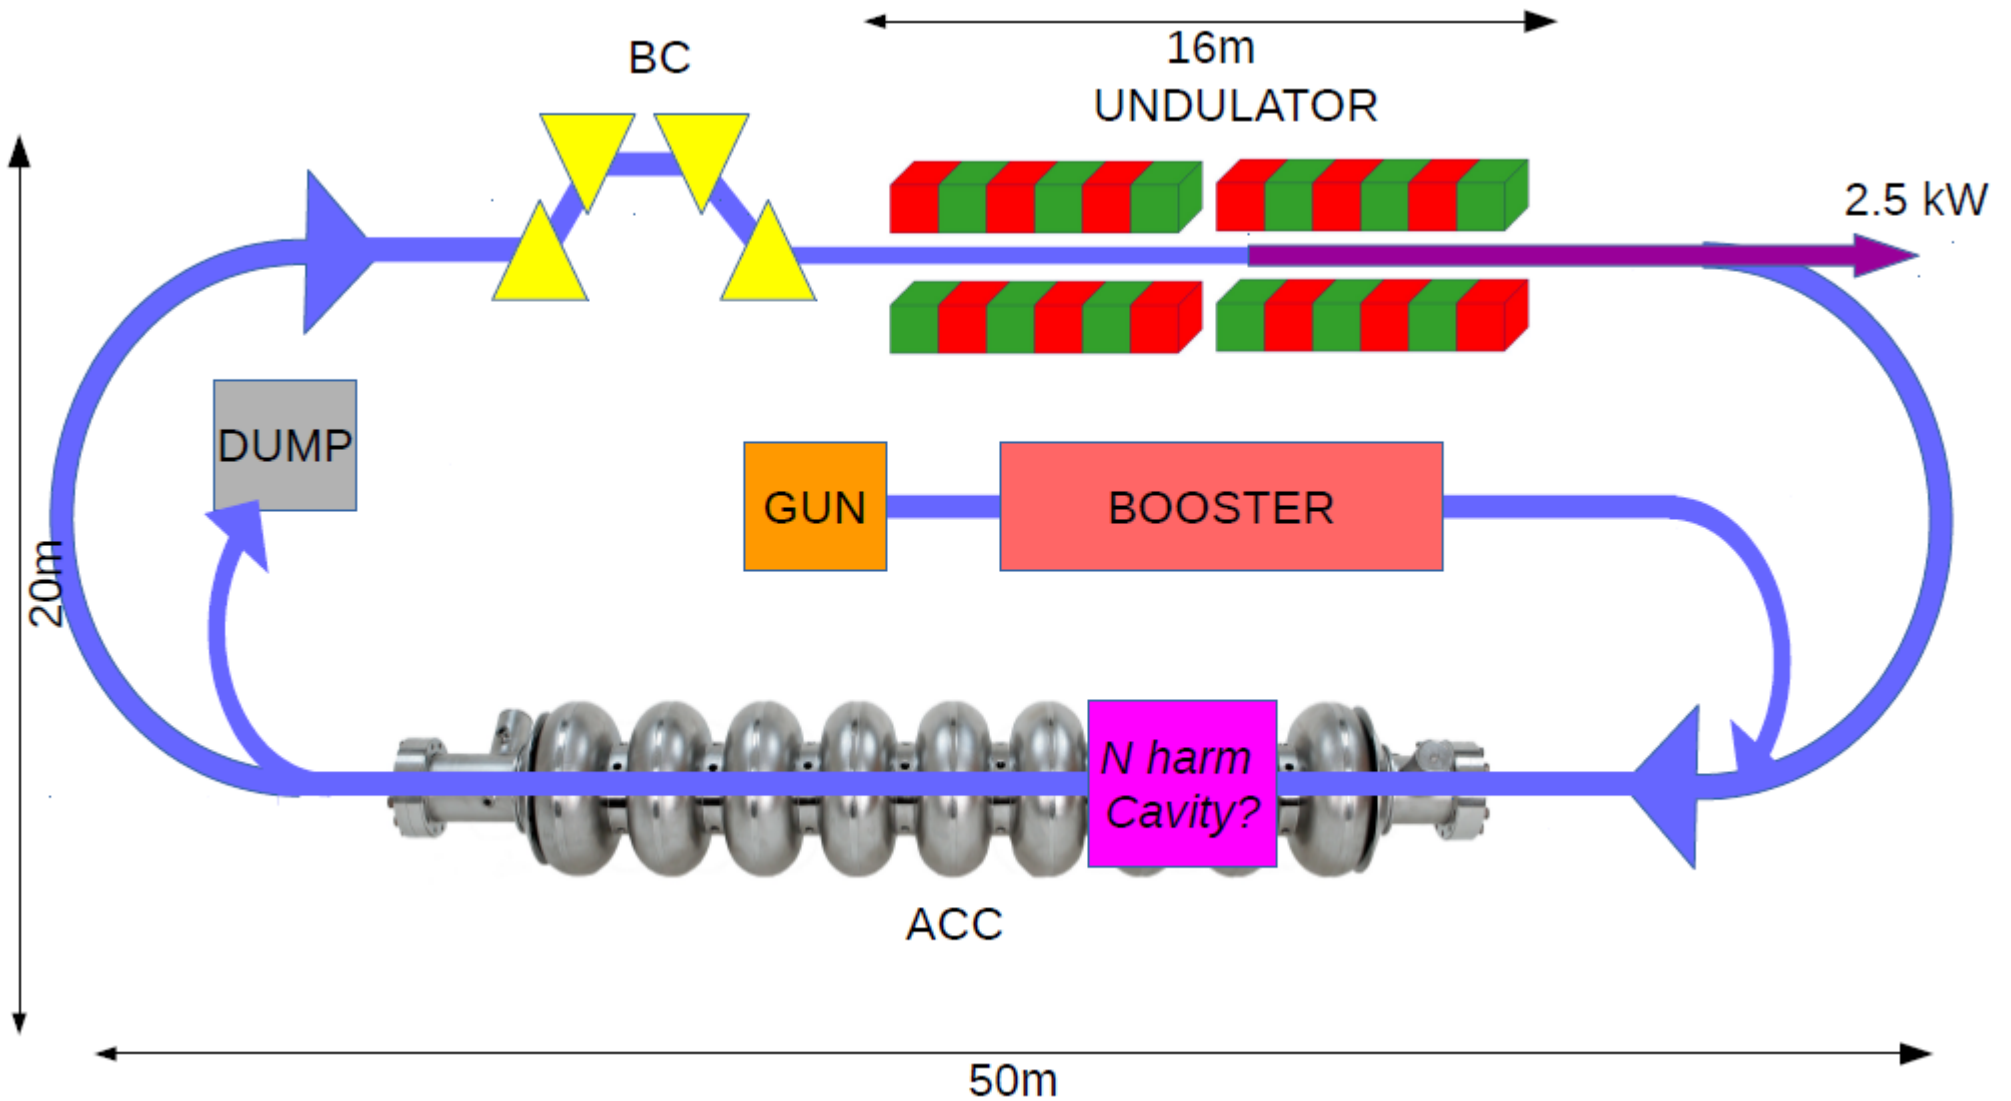 16m
BC
UNDULATOR
2.5 kW
DUMP
GUN
BOOSTER
20m
N harm
Cavity?
ACC
50m